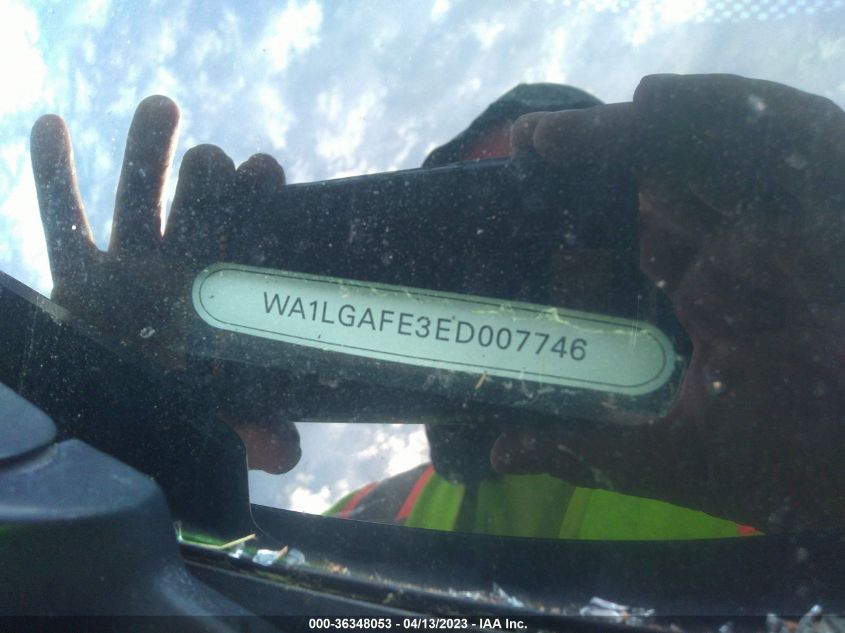 WA1LGAFE3ED007746
000-36348053 - 04/13/2023 - IAA Inc.